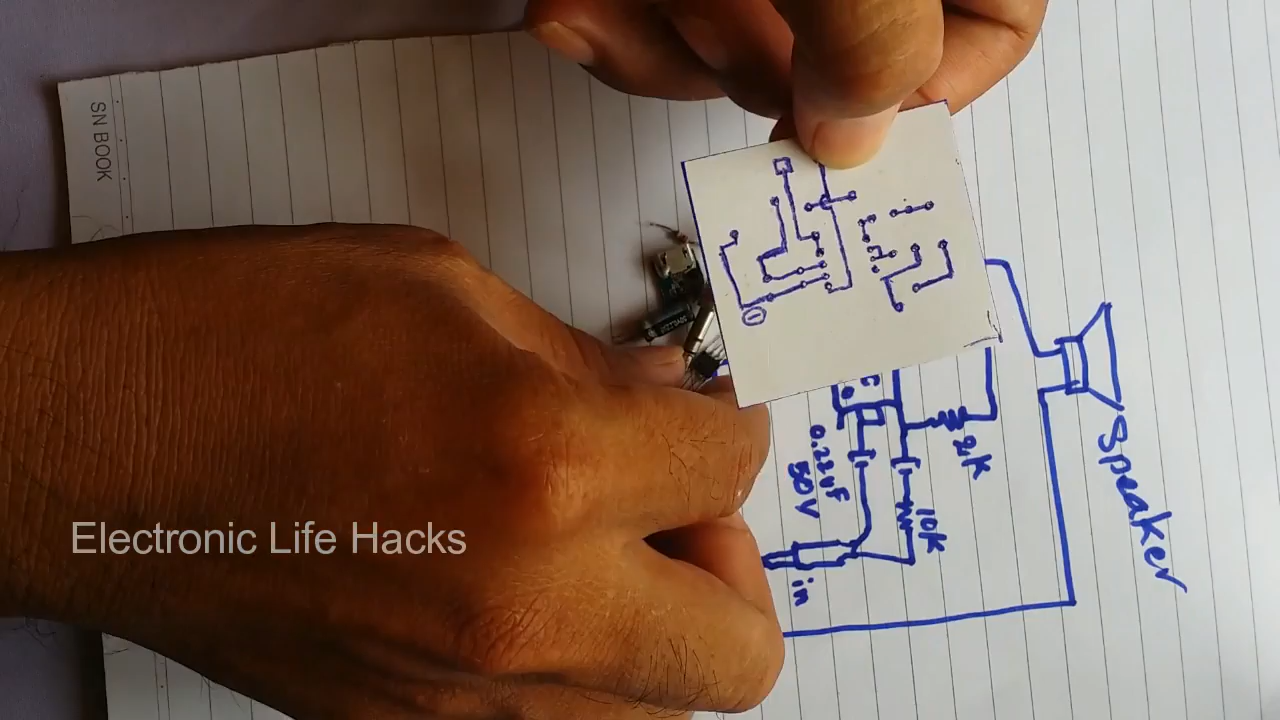 SN BOOK
Speaker
2K
10K
0.22uF
50V
in
Electronic Life Hacks